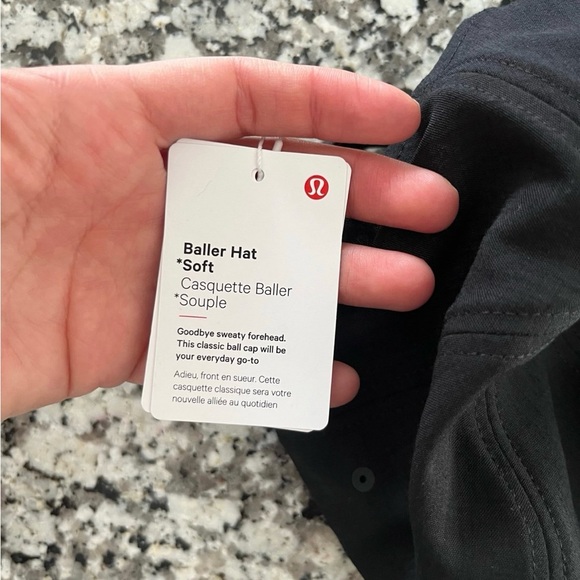 Baller Hat
*Soft
Casquette Baller
*Souple
Goodbye sweaty forehead.
This classic ball cap will be
your everyday go-to
Adieu, front en sueur. Cette
casquette classique sera votre
nouvelle alliée au quotidien